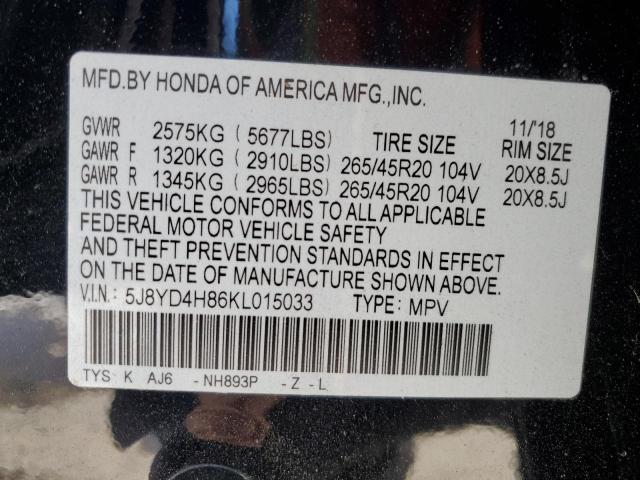 MFD.BY HONDA OF AMERICA MFG.,INC.
11/'18
GVWR 2575KG (5677LBS) TIRE SIZE RIM SIZE
GAWR F 1320KG (2910LBS) 265/45R20 104V 20X8.5J
GAWR R 1345KG (2965LBS) 265/45R20 104V 20X8.5J
THIS VEHICLE CONFORMS TO ALL APPLICABLE
FEDERAL MOTOR VEHICLE SAFETY
AND THEFT PREVENTION STANDARDS IN EFFECT
ON THE DATE OF MANUFACTURE SHOWN ABOVE.
V.I.N.: 5J8YD4H86KL015033 TYPE: MPV
TYS K AJ6 -NH893P -Z-L